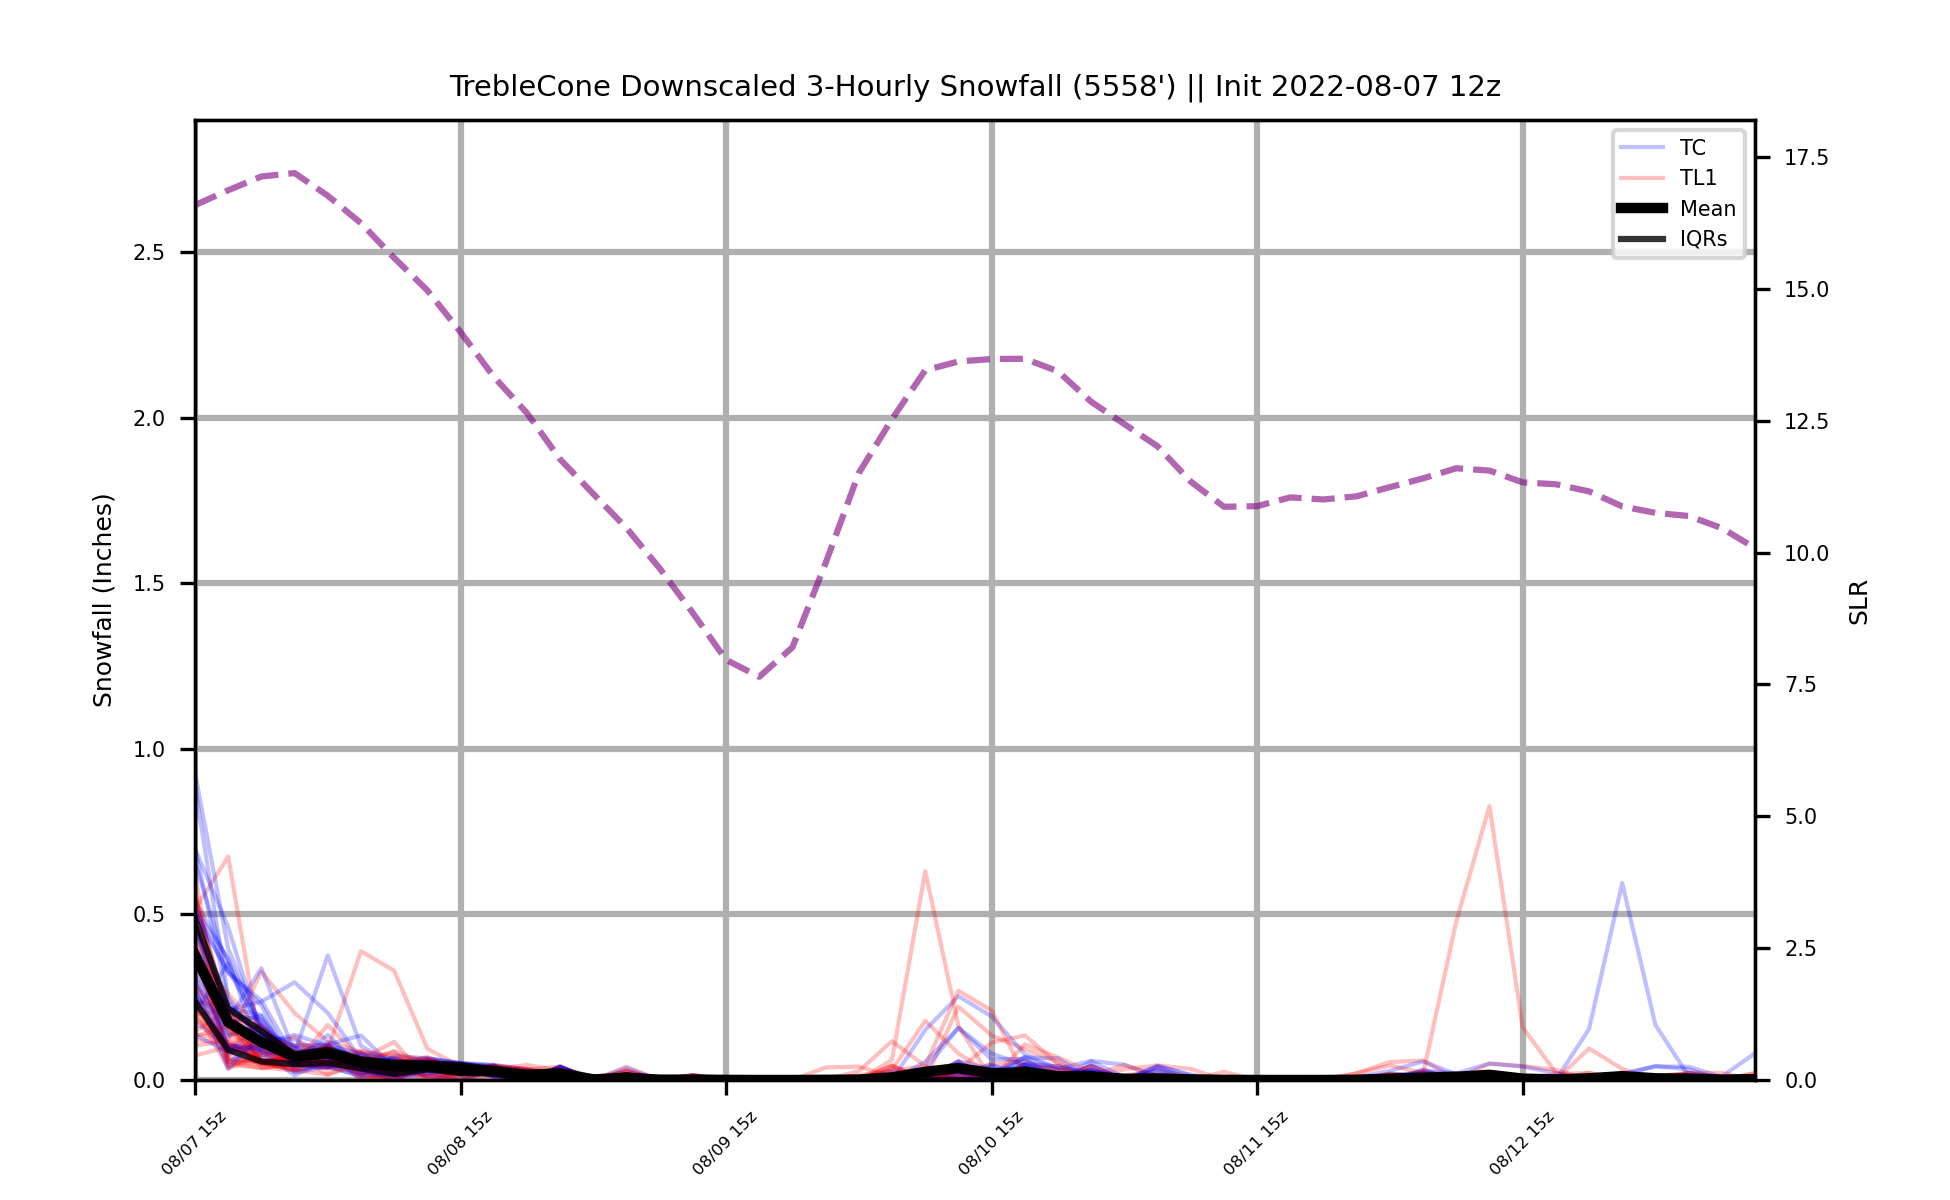 TrebleCone Downscaled 3-Hourly Snowfall (5558') || Init 2022-08-07 12z
TC
TL1
Mean
IQRs
Snowfall (Inches)
2.5
2.0
1.5
1.0
0.5
0.0
17.5
15.0
12.5
10.0
7.5
5.0
2.5
0.0
SLR
08/07 15z
08/08 15z
08/09 15z
08/10 15z
08/11 15z
08/12 15z